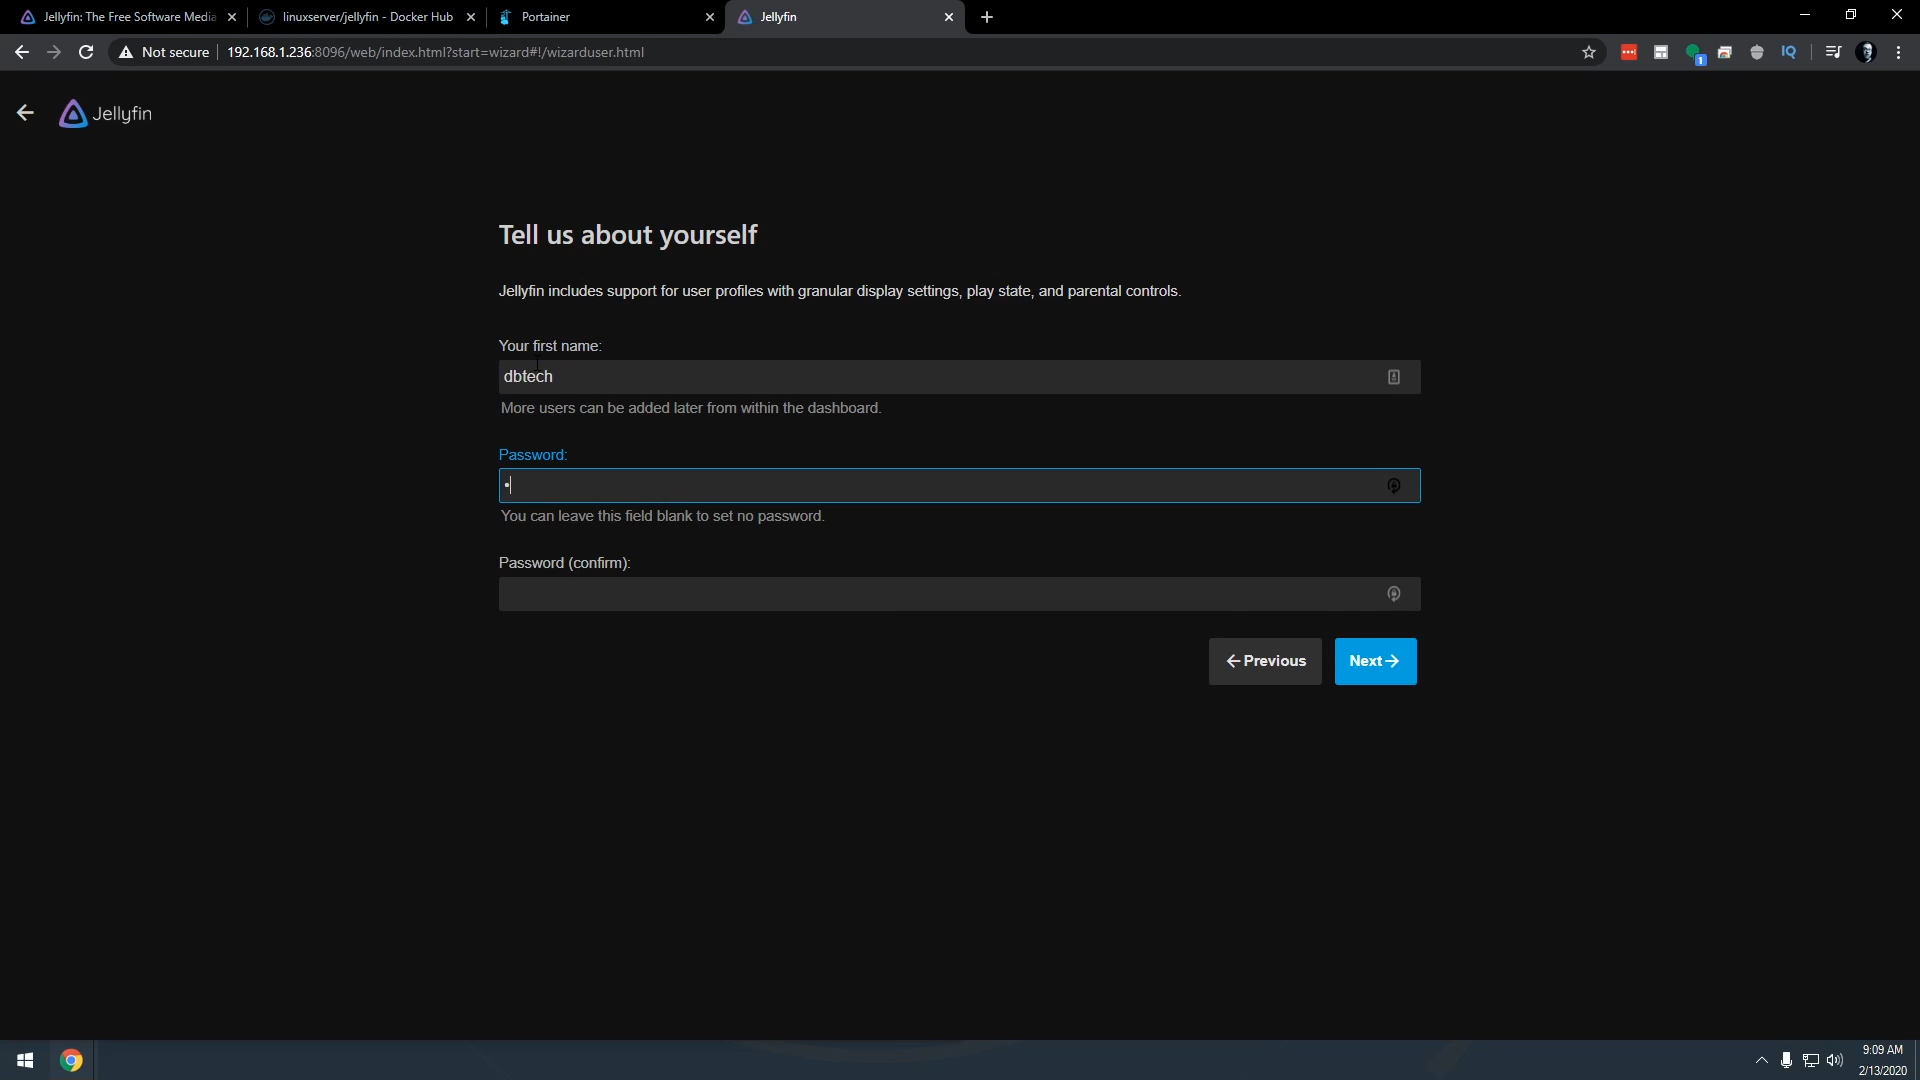 Jellyfin: The Free Software Media
linuxserver/jellyfin - Docker Hub
Portainer
Jellyfin
Not secure
192.168.1.236:8096/web/index.html?start=wizard#!/wizarduser.html
1
IQ
Jellyfin
Tell us about yourself
Jellyfin includes support for user profiles with granular display settings, play state, and parental controls.
Your first name:
dbtech
More users can be added later from within the dashboard.
Password:
•
You can leave this field blank to set no password.
Password (confirm):
Previous
Next
9:09 AM
2/13/2020